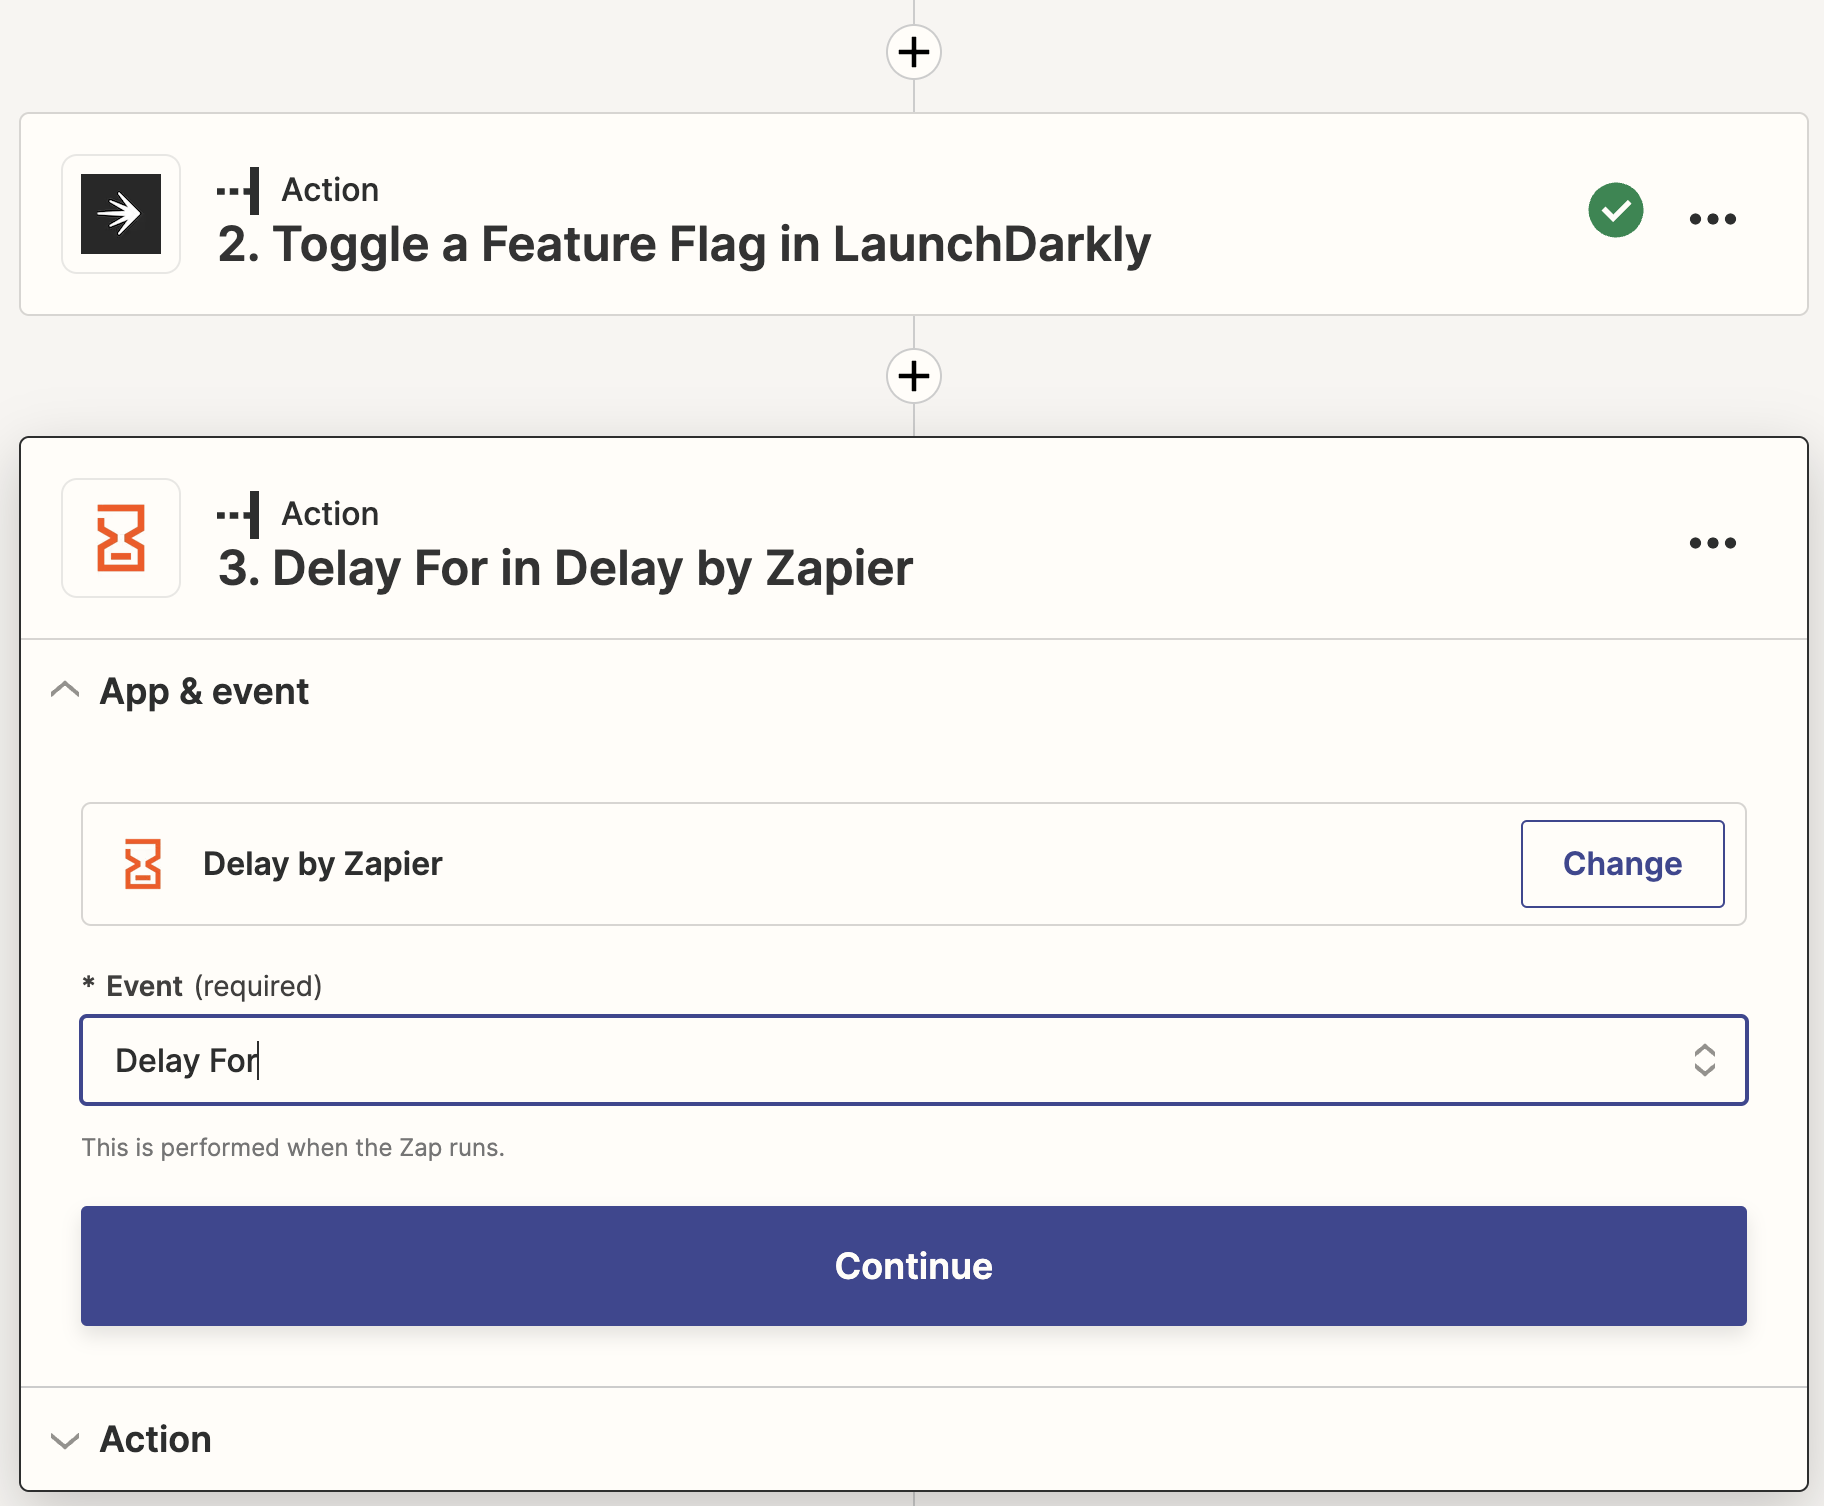 Action
2. Toggle a Feature Flag in LaunchDarkly
Action
3. Delay For in Delay by Zapier
App & event
Delay by Zapier
Change
* Event (required)
Delay For
This is performed when the Zap runs.
Continue
Action